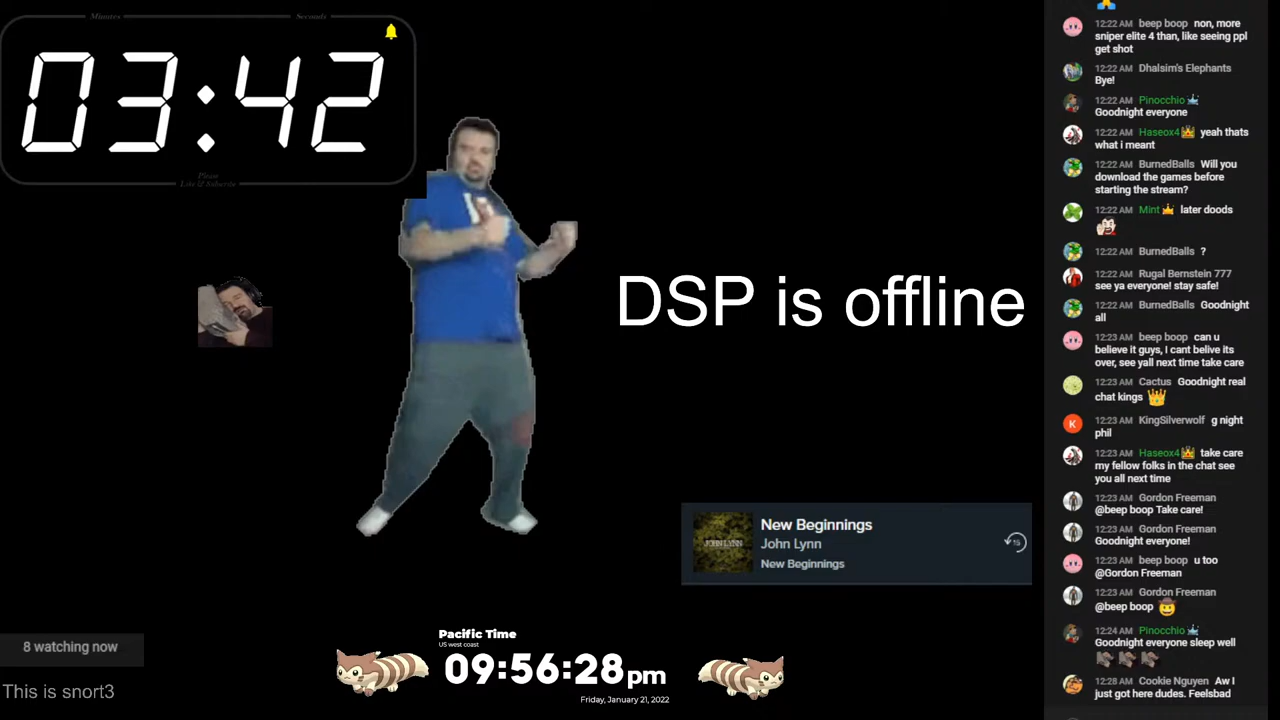 Minutes
Seconds
03:42
Please
Like & Subscribe
DSP is offline
JOHN LYNN
New Beginnings
John Lynn
New Beginnings
15
8 watching now
This is snort3
Pacific Time
US west coast
09:56:28pm
Friday, January 21, 2022
12:22 AM beep boop non, more
sniper elite 4 than, like seeing ppl
get shot
12:22 AM Dhalsim's Elephants
Bye!
12:22 AM Pinocchio
Goodnight everyone
12:22 AM Haseox4 yeah thats
what i meant
12:22 AM BurnedBalls Will you
download the games before
starting the stream?
12:22 AM Mint later doods
12:22 AM BurnedBalls ?
12:22 AM Rugal Bernstein 777
see ya everyone! stay safe!
12:22 AM BurnedBalls Goodnight
all
12:23 AM beep boop can u
believe it guys, I cant belive its
over, see yall next time take care
12:23 AM Cactus Goodnight real
chat kings
K
12:23 AM KingSilverwolf g night
phil
12:23 AM Haseox4 take care
my fellow folks in the chat see
you all next time
12:23 AM Gordon Freeman
@beep boop Take care!
12:23 AM Gordon Freeman
Goodnight everyone!
12:23 AM beep boop u too
@Gordon Freeman
12:23 AM Gordon Freeman
@beep boop
12:24 AM Pinocchio
Goodnight everyone sleep well
12:28 AM Cookie Nguyen Aw I
just got here dudes. Feelsbad